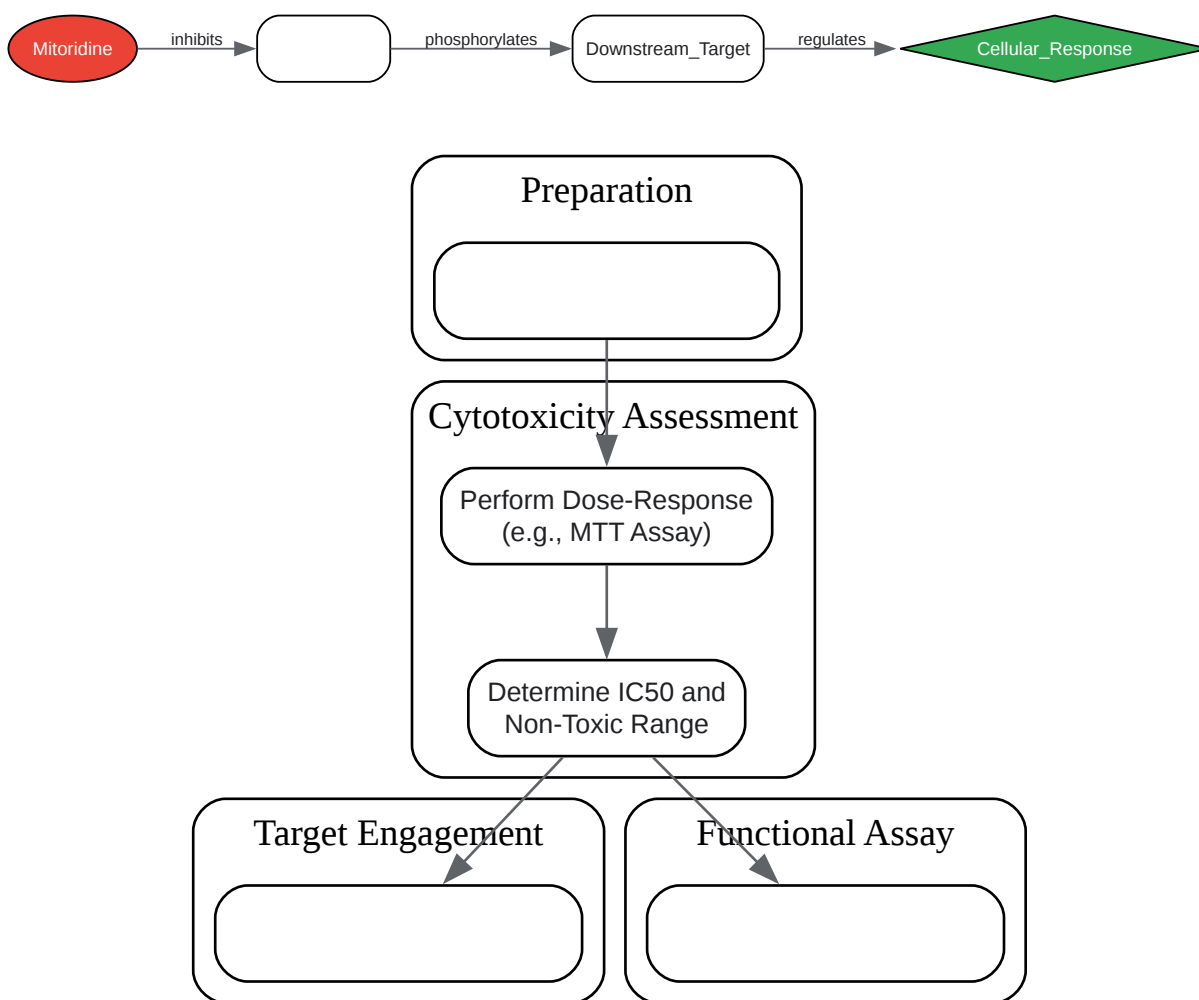 Mitoridine
inhibits
phosphorylates
Downstream_Target
regulates
Cellular_Response
Preparation
Cytotoxicity Assessment
Perform Dose-Response
(e.g., MTT Assay)
Determine IC50 and
Non-Toxic Range
Target Engagement
Functional Assay